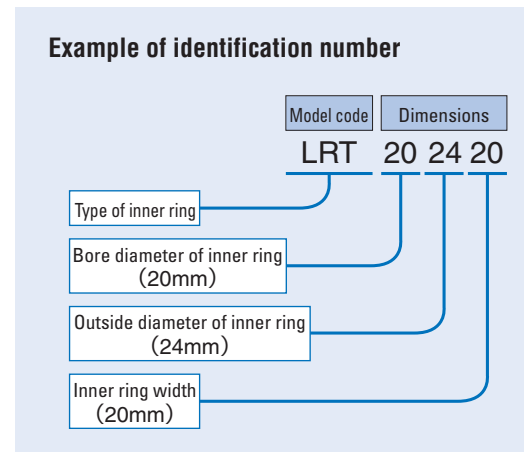 Example of identification number
Model code Dimensions
LRT 20 24 20
Type of inner ring
Bore diameter of inner ring
（20mm）
Outside diameter of inner ring
（24mm）
Inner ring width
（20mm）